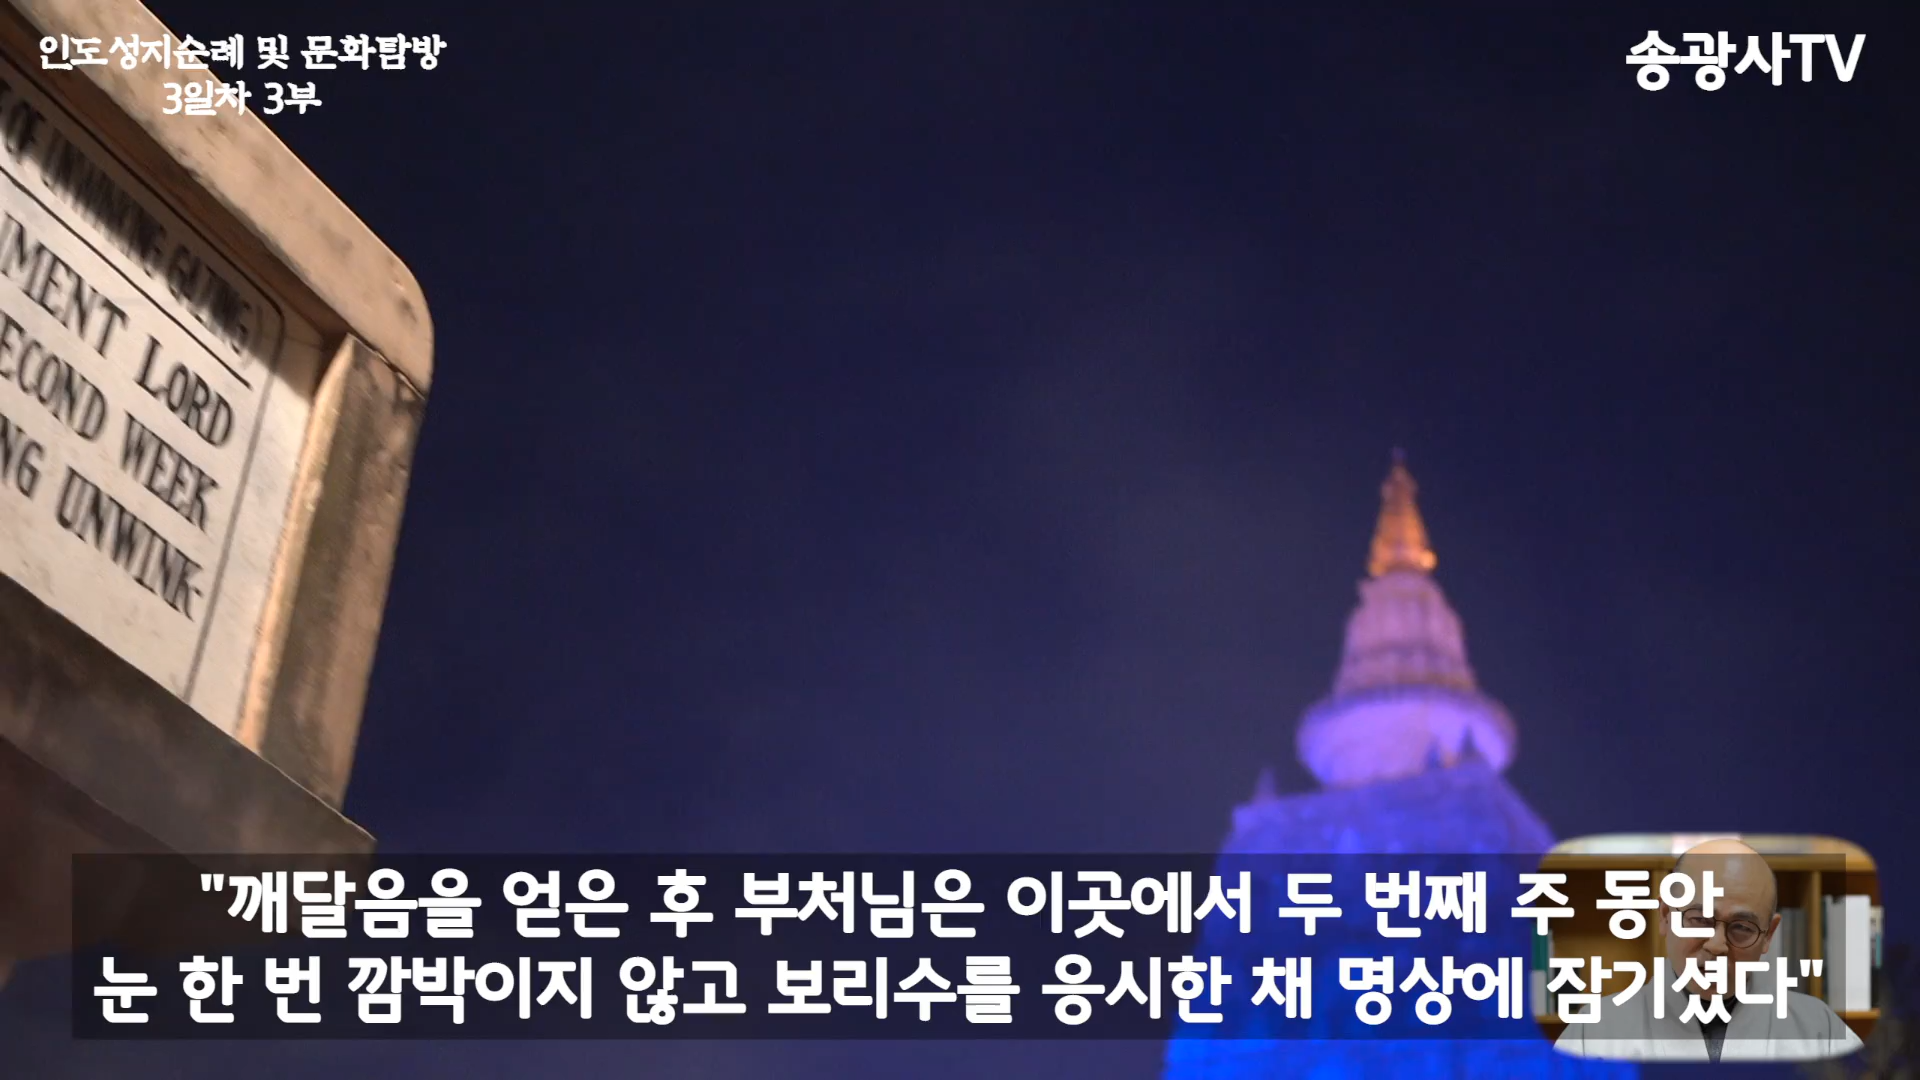 인도성지순례 및 문화탐방
3일차 3부
송광사TV
OF UNWINKING GAZING)
MENT LORD
ECOND WEEK
NG UNWINK-
"깨달음을 얻은 후 부처님은 이곳에서 두 번째 주 동안
눈 한 번 깜박이지 않고 보리수를 응시한 채 명상에 잠기셨다"